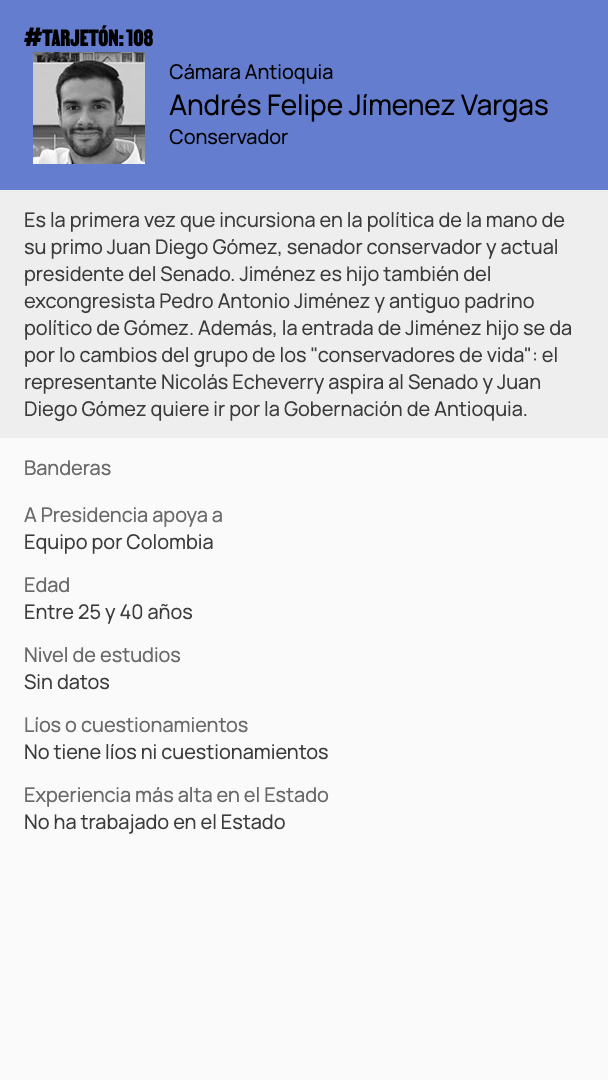 #TARJETÓN: 108
Cámara Antioquia
Andrés Felipe Jímenez Vargas
Conservador
Es la primera vez que incursiona en la política de la mano de
su primo Juan Diego Gómez, senador conservador y actual
presidente del Senado. Jiménez es hijo también del
excongresista Pedro Antonio Jiménez y antiguo padrino
político de Gómez. Además, la entrada de Jiménez hijo se da
por lo cambios del grupo de los "conservadores de vida": el
representante Nicolás Echeverry aspira al Senado y Juan
Diego Gómez quiere ir por la Gobernación de Antioquia.
Banderas
A Presidencia apoya a
Equipo por Colombia
Edad
Entre 25 y 40 años
Nivel de estudios
Sin datos
Líos o cuestionamientos
No tiene líos ni cuestionamientos
Experiencia más alta en el Estado
No ha trabajado en el Estado